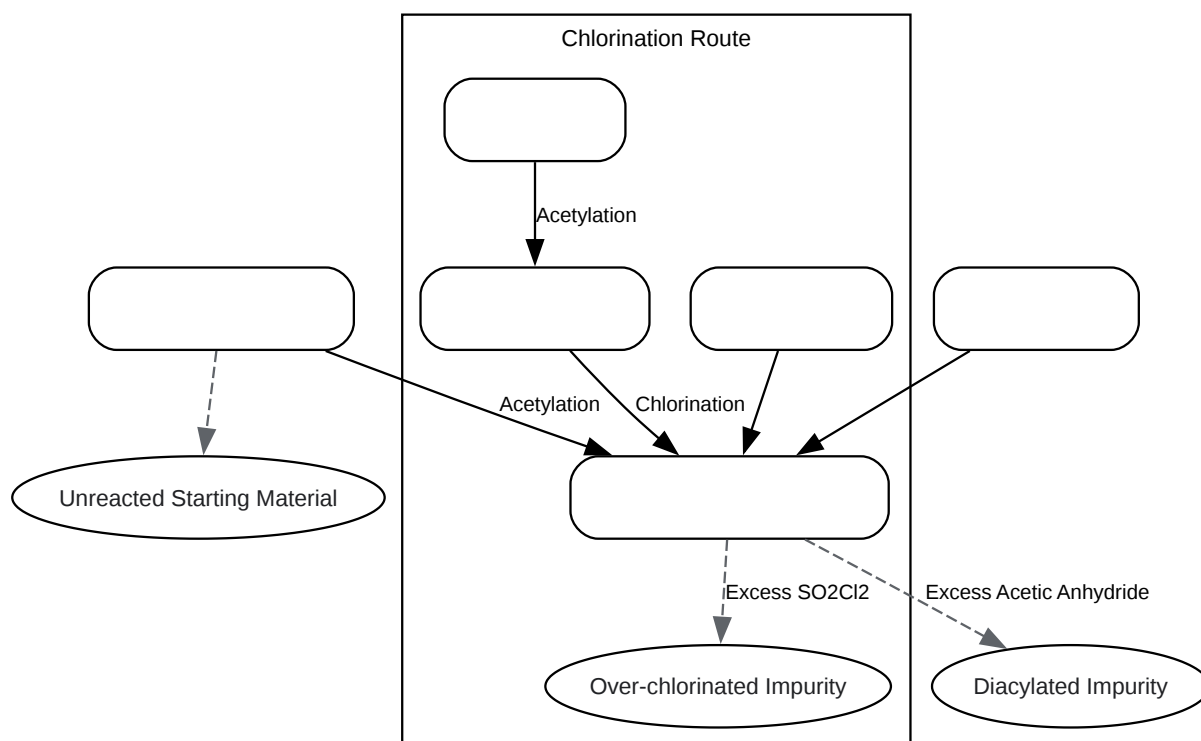 Chlorination Route
Acetylation
Acetylation
Chlorination
Unreacted Starting Material
Excess SO2Cl2
Excess Acetic Anhydride
Over-chlorinated Impurity
Diacylated Impurity